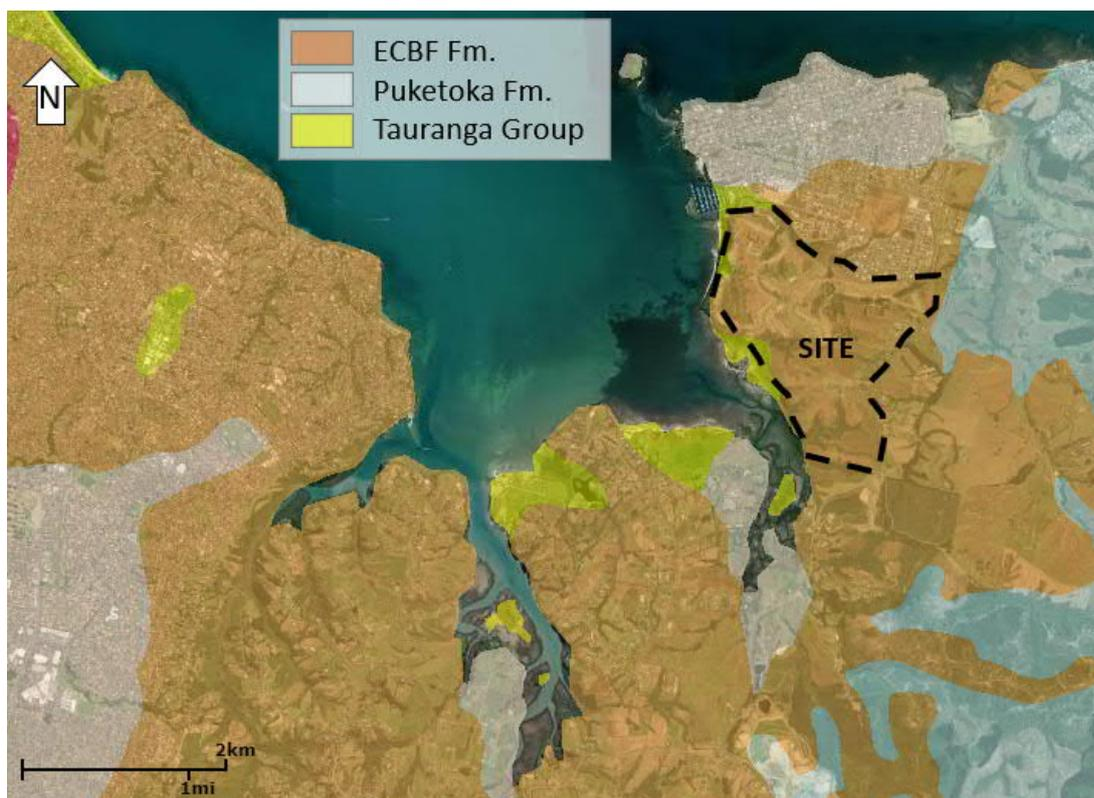 ECBF Fm.
Puketoka Fm.
Tauranga Group
N
SITE
2km
1mi